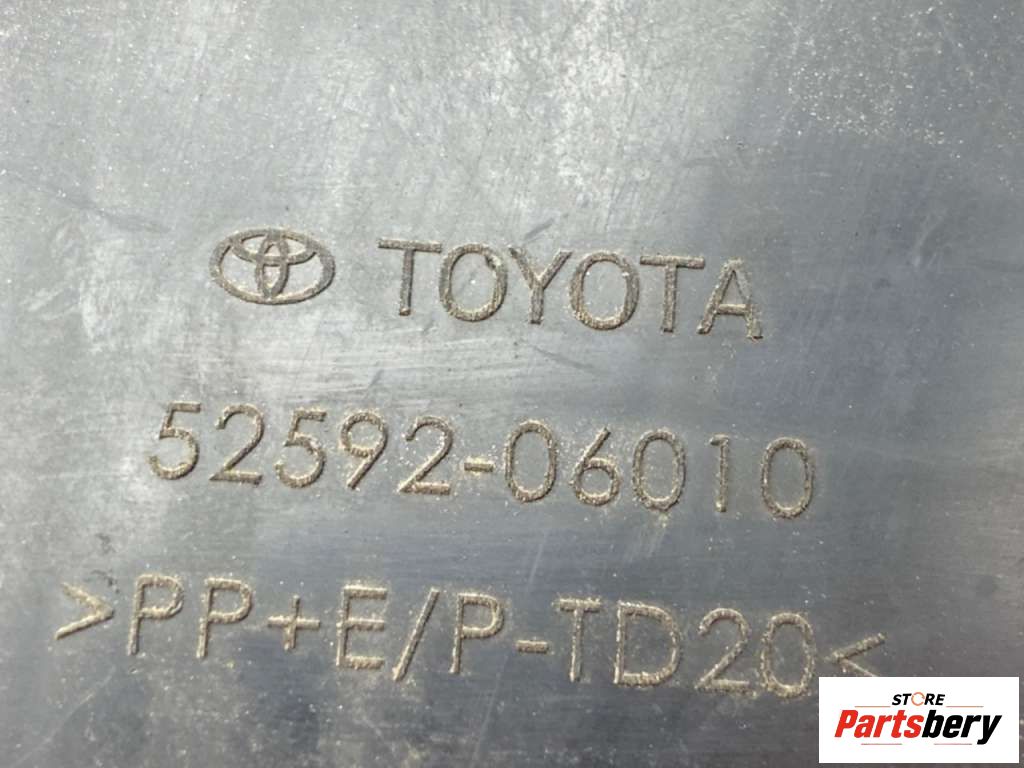 TOYOTA
52592-06010
>PP+E/P-TD20<
STORE
Partsbery